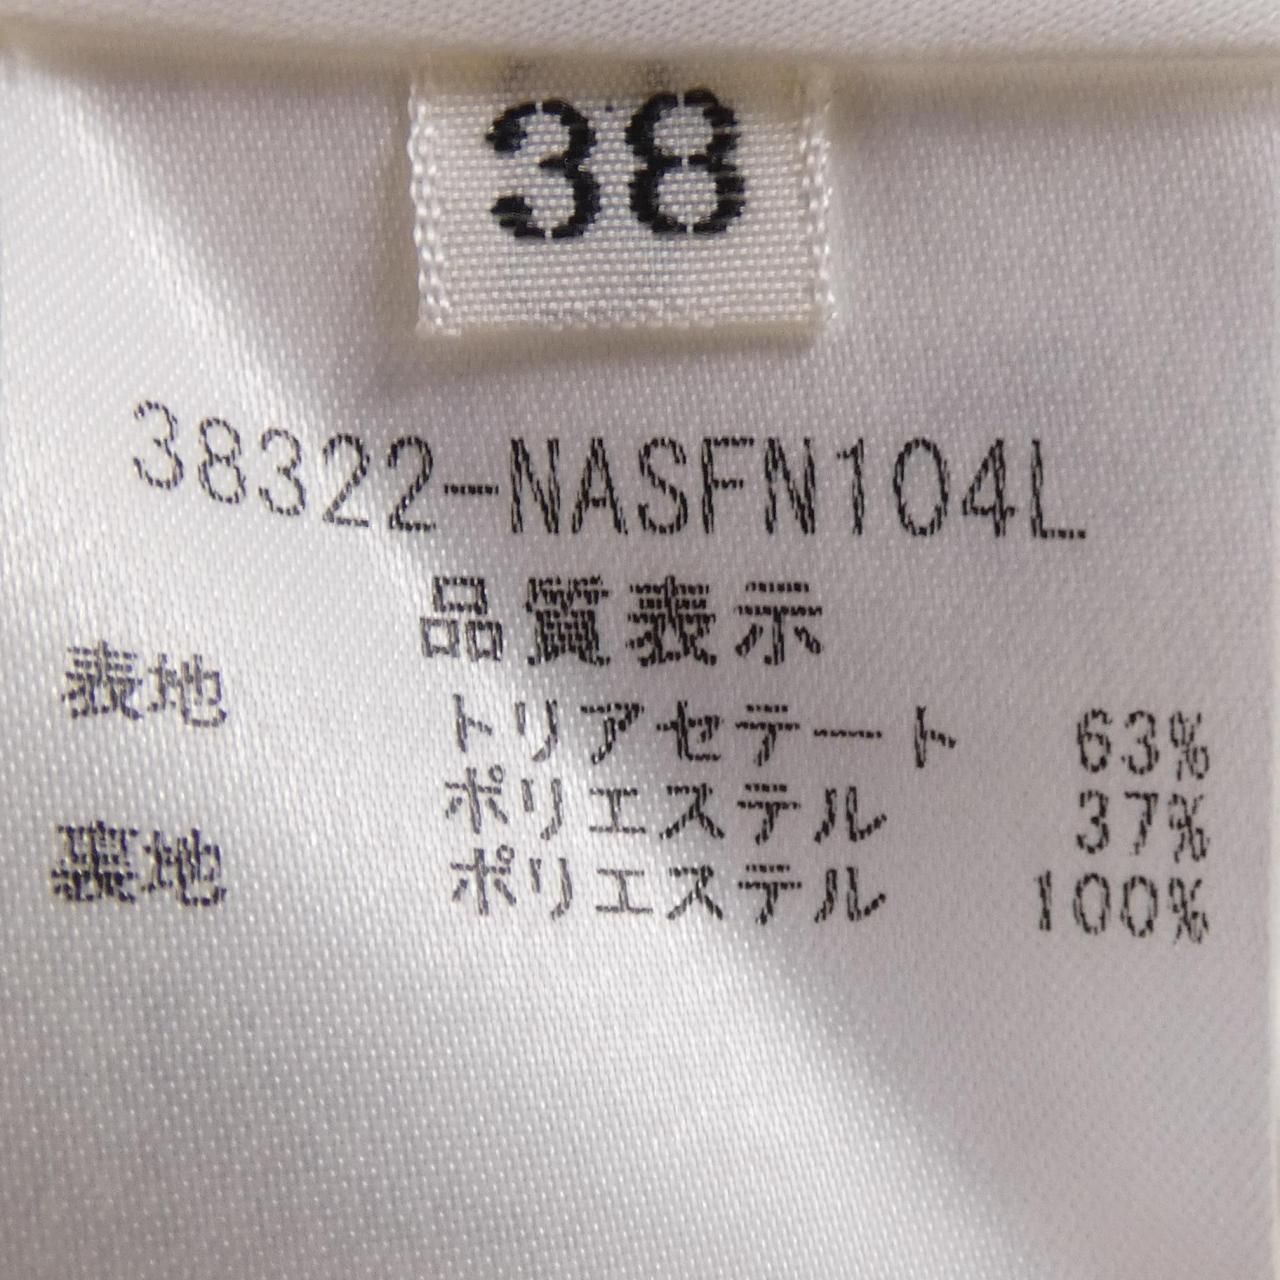 38
38322-NASFN104L
品質表示
表地 トリアセテート 63%
ポリエステル 37%
裏地 ポリエステル 100%